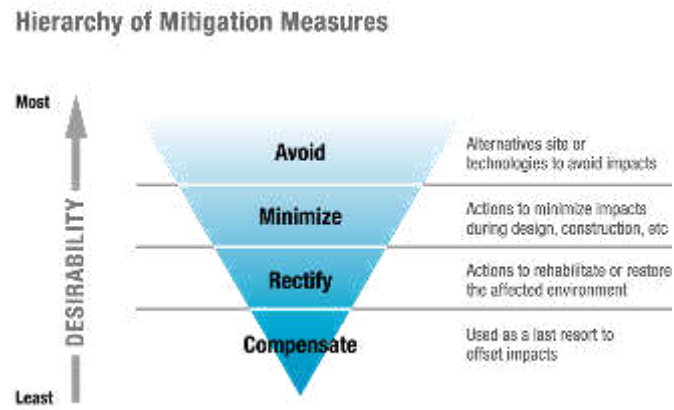 Hierarchy of Mitigation Measures
Most
Avoid
Alternatives site or
technologies to avoid impacts
Minimize
Actions to minimize impacts
during design, construction, etc
DESIRABILITY
Rectify
Actions to rehabilitate or restore
the affected environment
Compensate
Used as a last resort to
offset impacts
Least